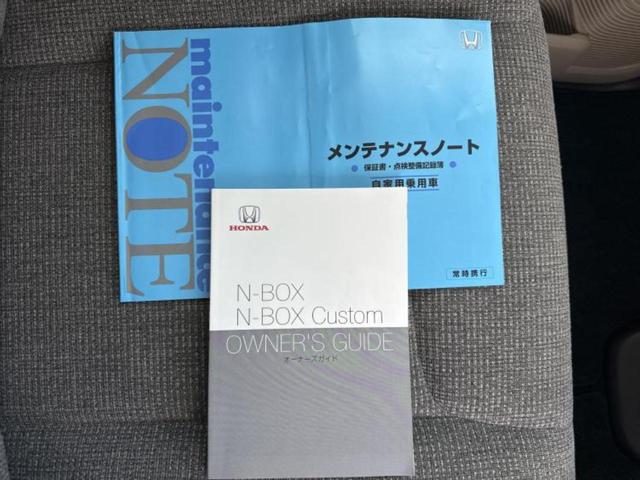 maintenance
NOTE
メンテナンスノート
保証書・点検整備記録簿
自家用乗用車
常時携行
HONDA
N-BOX
N-BOX Custom
OWNER'S GUIDE
オーナーズガイド